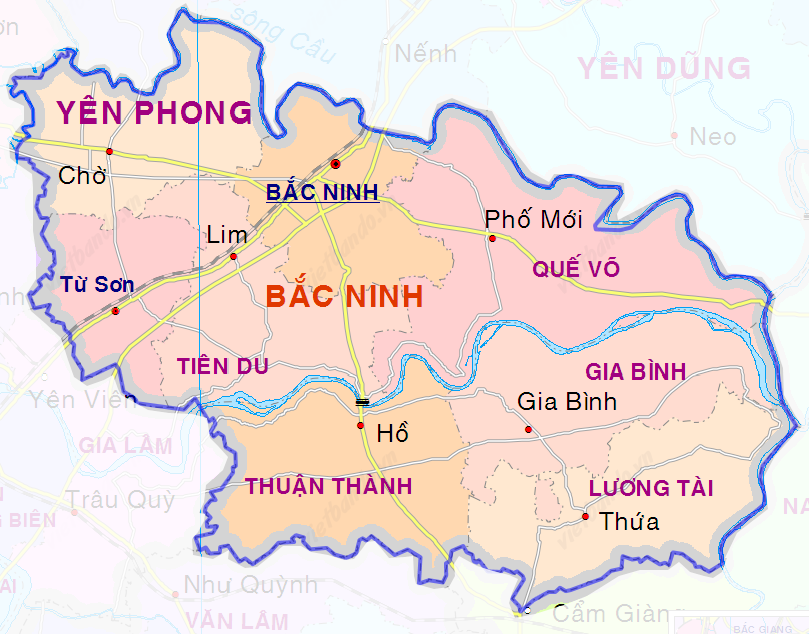 sông Cầu
Nếnh
YÊN DŨNG
Neo
YÊN PHONG
Chờ
BẮC NINH
Lim
Phố Mới
QUẾ VÕ
Từ Sơn
BẮC NINH
TIÊN DU
GIA BÌNH
Gia Bình
Yên Viên
Hồ
GIA LÂM
THUẬN THÀNH
LƯƠNG TÀI
Trâu Quỳ
BIÊN
Thứa
Như Quỳnh
VĂN LÂM
Cẩm Giàng
BẮC GIANG